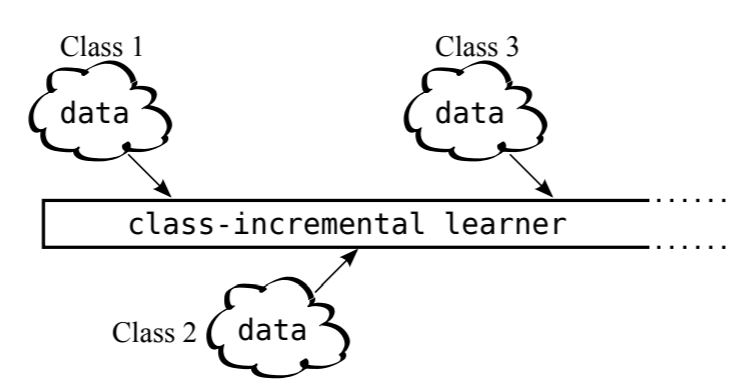 Class 1
data
Class 3
data
class-incremental learner
Class 2
data